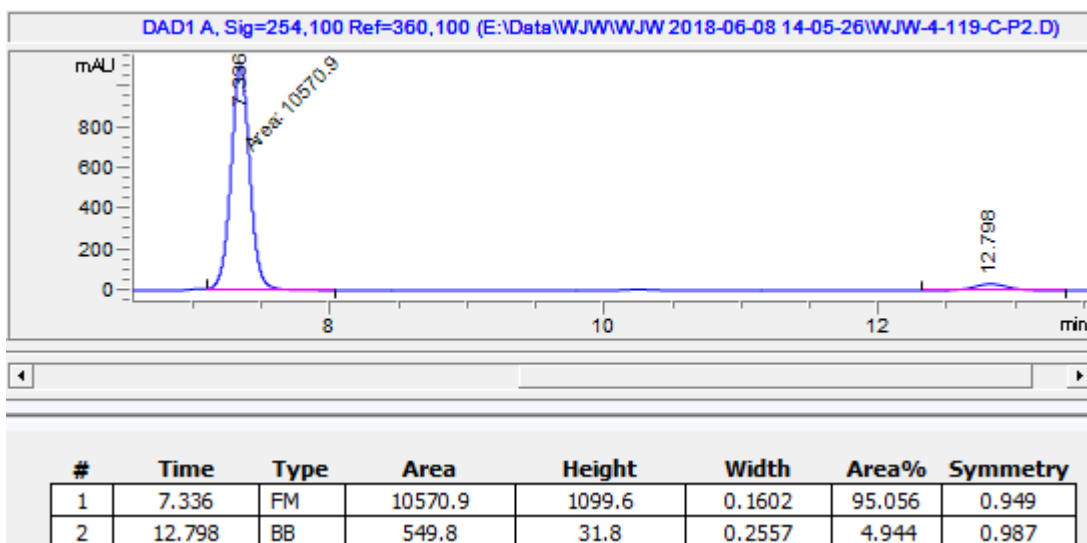 DAD1 A, Sig=254,100 Ref=360,100 (E:\Data\WJW\WJW 2018-06-08 14-05-26\WJW-4-119-C-P2.D)
mAU
7.336
Area: 10570.9
800
600
400
200
0
12.798
8
10
12
min
# Time Type Area Height Width Area% Symmetry
1 7.336 FM 10570.9 1099.6 0.1602 95.056 0.949
2 12.798 BB 549.8 31.8 0.2557 4.944 0.987